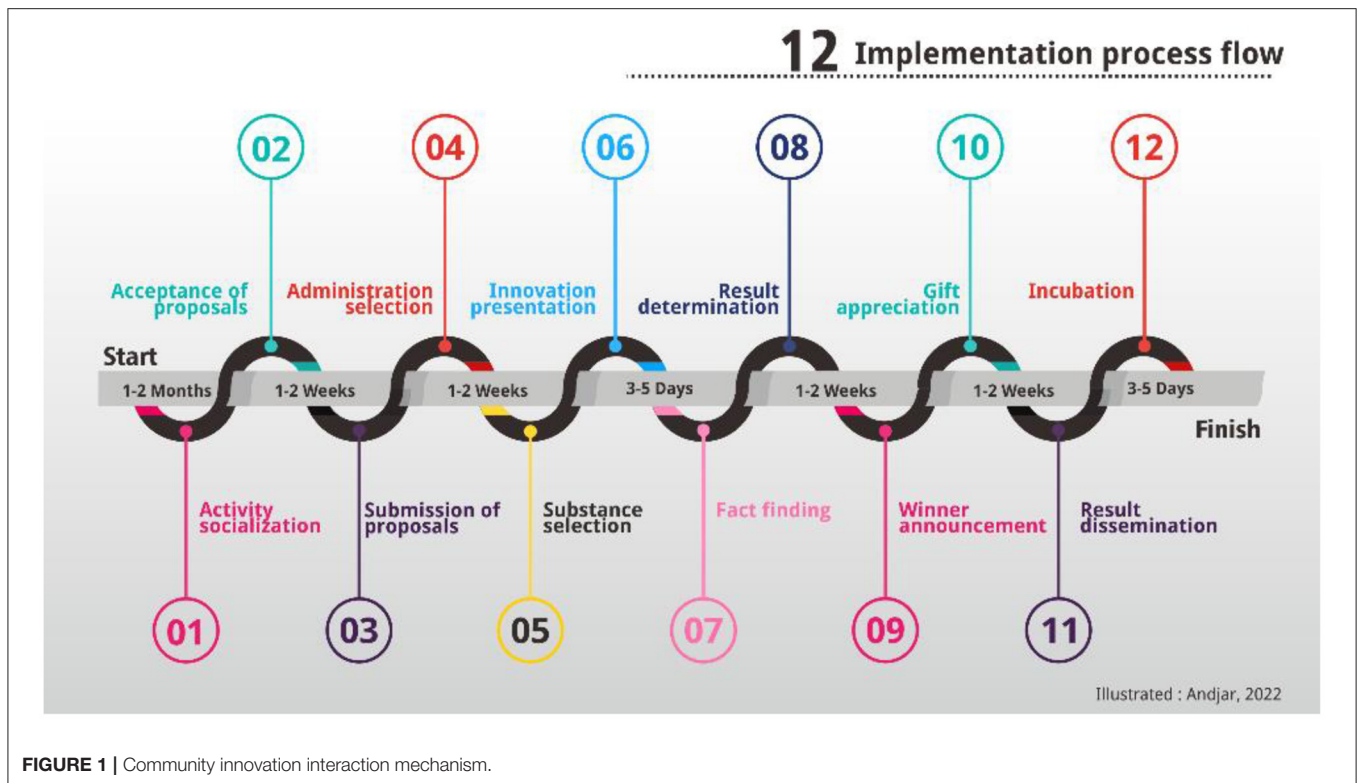 12 Implementation process flow
02
04
06
08
10
12
Acceptance of
proposals
Administration
selection
Innovation
presentation
Result
determination
Gift
appreciation
Incubation
Start
1-2 Months
1-2 Weeks
1-2 Weeks
3-5 Days
1-2 Weeks
1-2 Weeks
3-5 Days
Finish
Activity
socialization
Submission of
proposals
Substance
selection
Fact finding
Winner
announcement
Result
dissemination
01
03
05
07
09
11
Illustrated : Andjar, 2022
FIGURE 1 | Community innovation interaction mechanism.